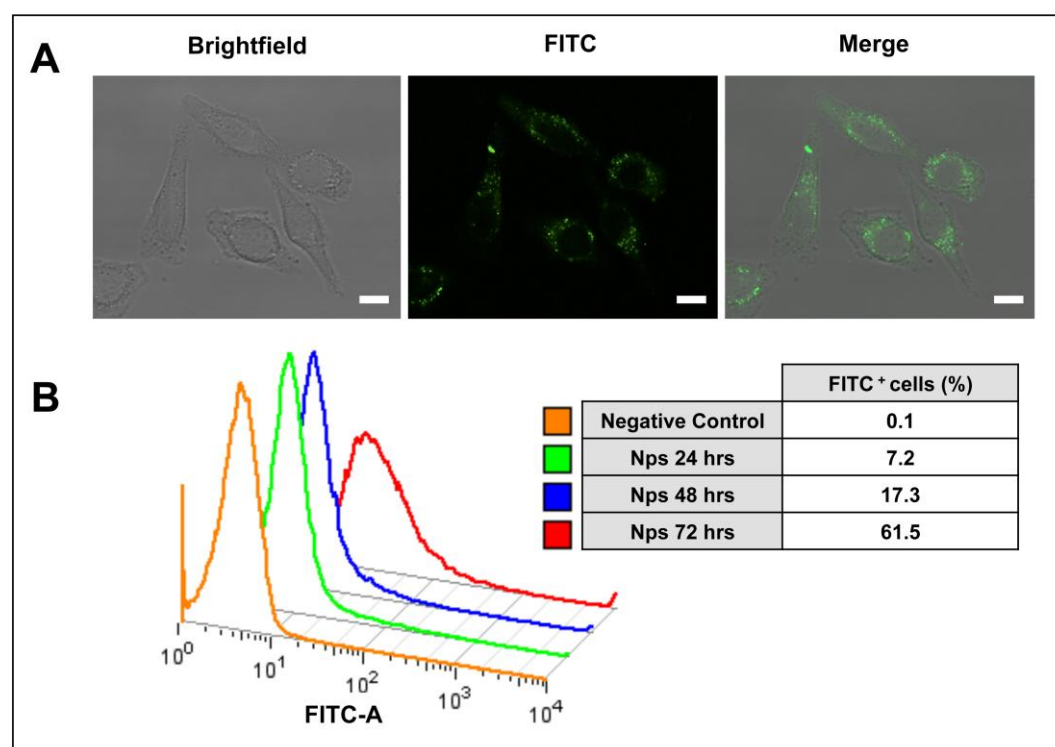 A
Brightfield
FITC
Merge
B
FITC + cells (%)
Negative Control 0.1
Nps 24 hrs 7.2
Nps 48 hrs 17.3
Nps 72 hrs 61.5
10⁰
10¹
10²
10³
10⁴
FITC-A